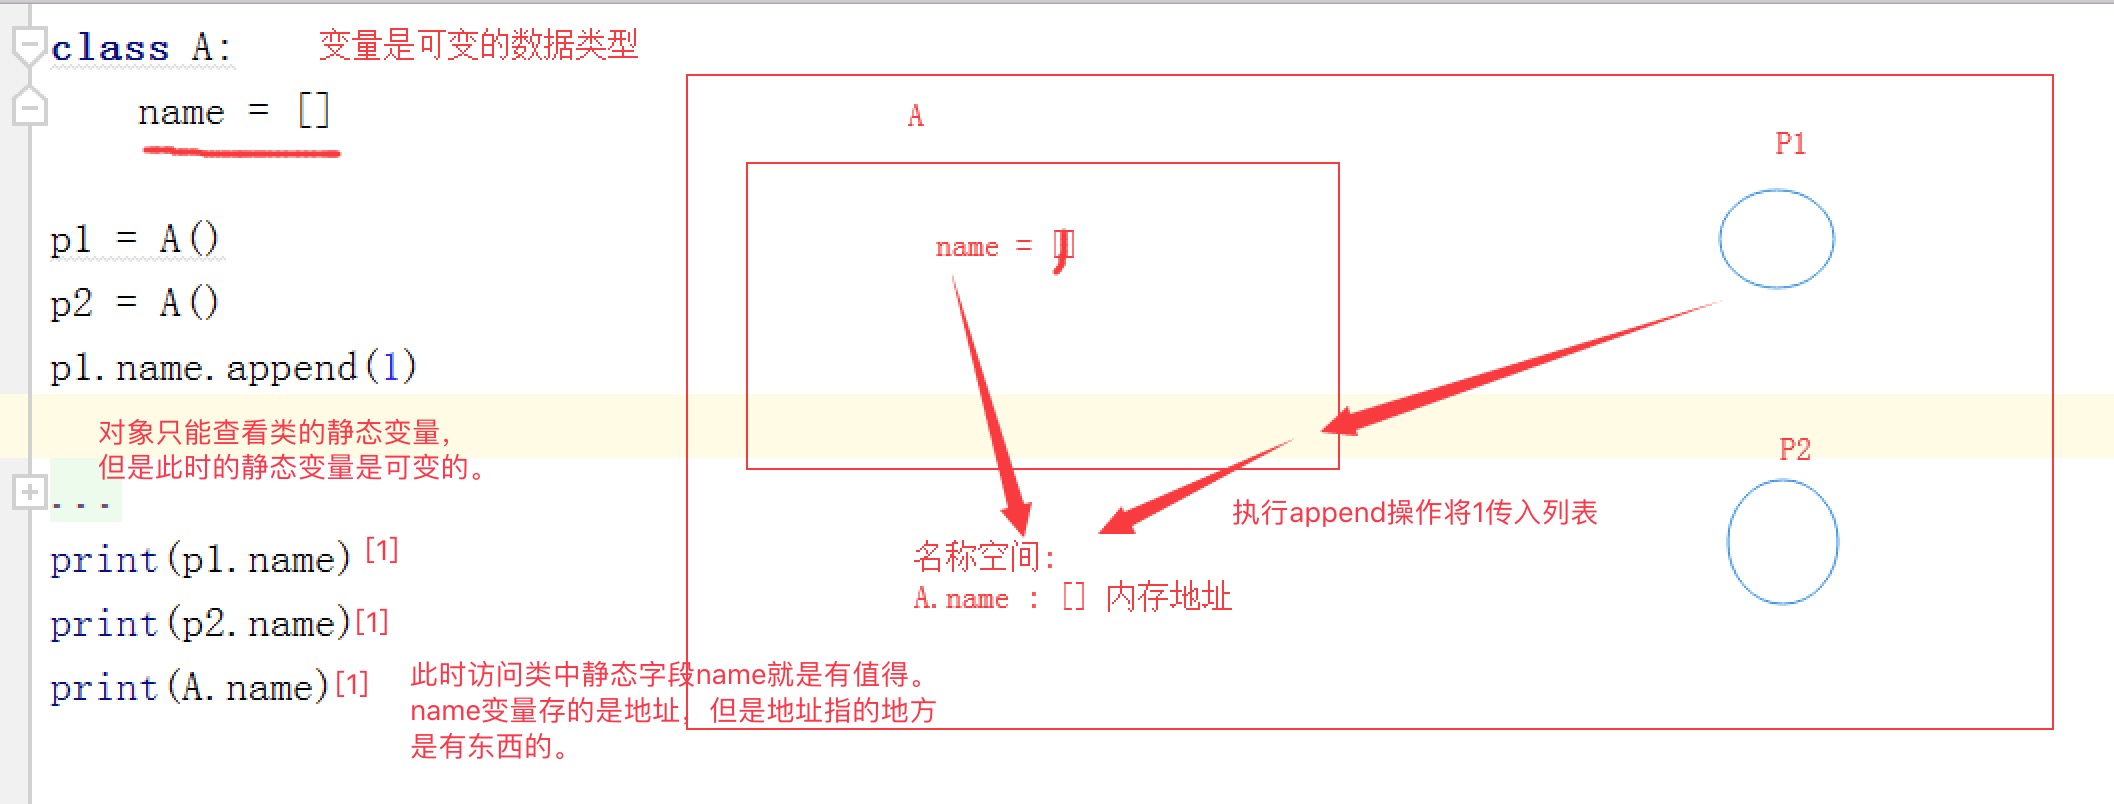 class A:
变量是可变的数据类型
name = []
p1 = A()
p2 = A()
p1.name.append(1)
对象只能查看类的静态变量，
但是此时的静态变量是可变的。
...
print(p1.name) [1]
print(p2.name)[1]
print(A.name)[1]
此时访问类中静态字段name就是有值得。
name变量存的是地址，但是地址指的地方
是有东西的。
A
name = []
P1
P2
执行append操作将1传入列表
名称空间:
A.name : [] 内存地址